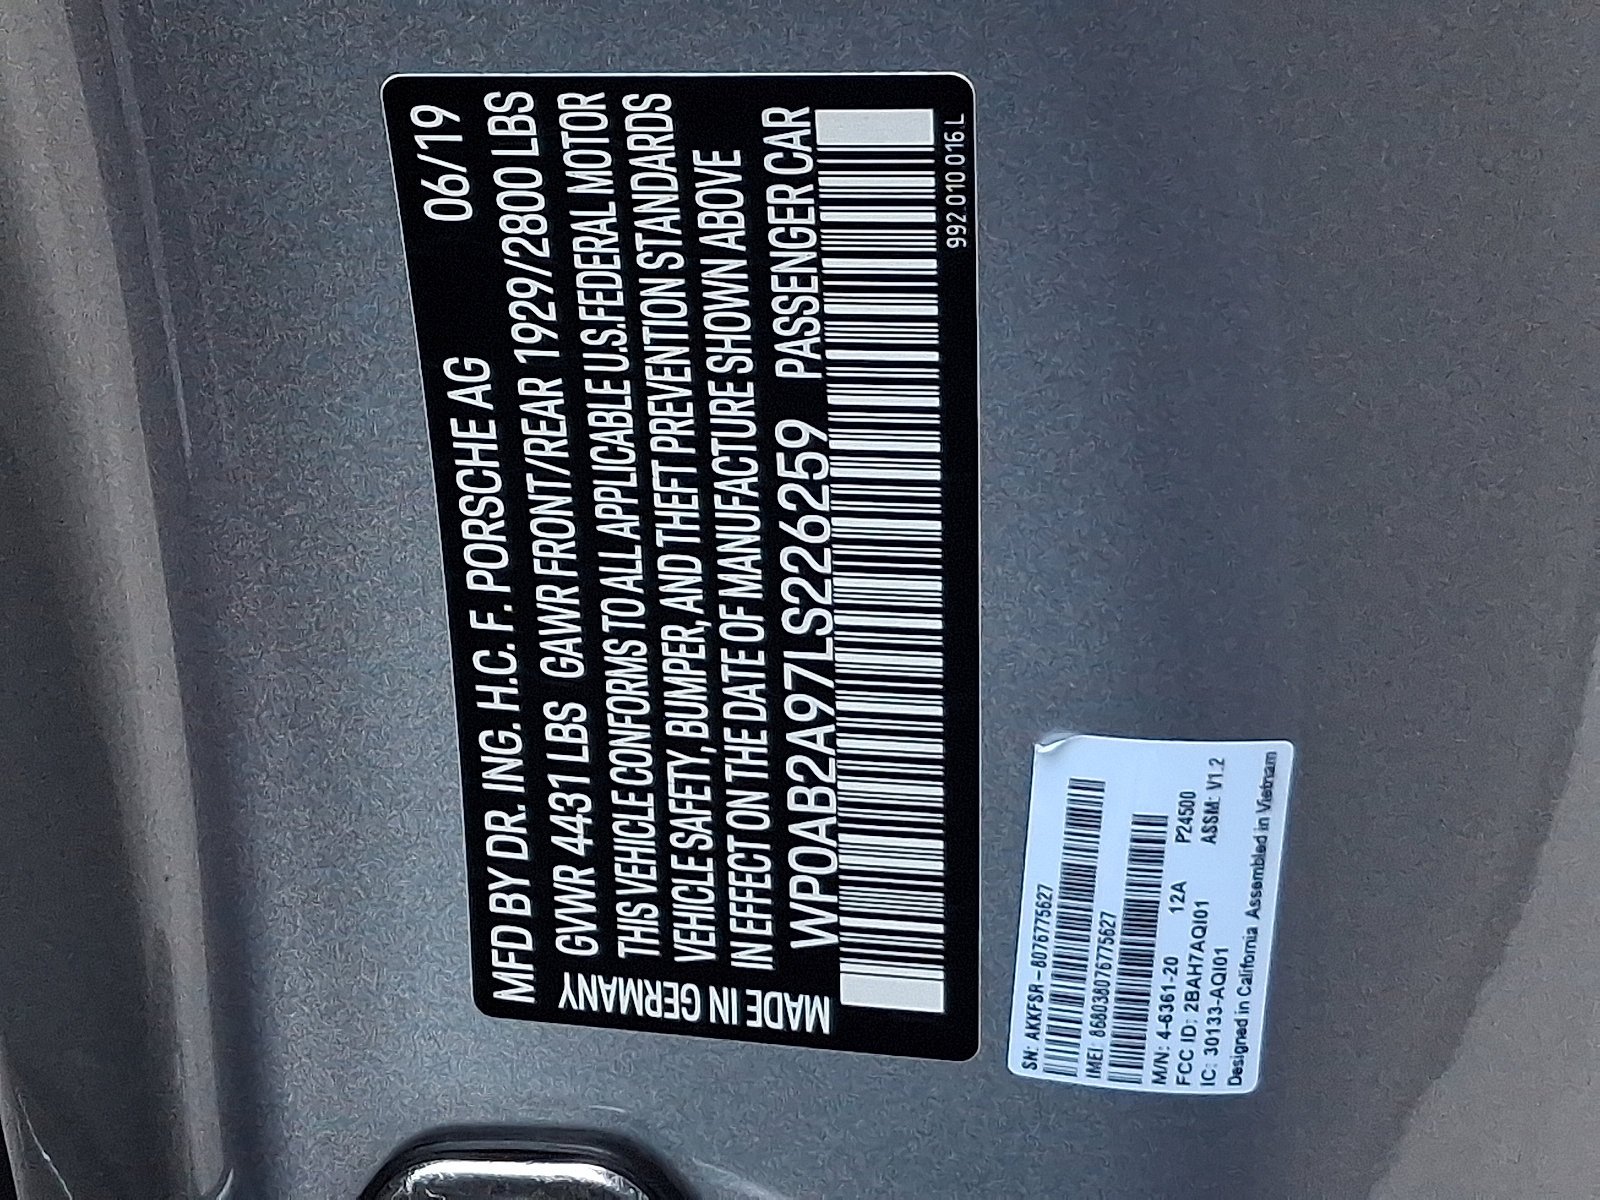 MFD BY DR. ING. H.C. F. PORSCHE AG 06/19
GVWR 4431 LBS GAWR FRONT/REAR 1929/2800 LBS
THIS VEHICLE CONFORMS TO ALL APPLICABLE U.S.FEDERAL MOTOR
VEHICLE SAFETY, BUMPER, AND THEFT PREVENTION STANDARDS
IN EFFECT ON THE DATE OF MANUFACTURE SHOWN ABOVE
WP0AB2A97LS226259 PASSENGER CAR
MADE IN GERMANY
992.010.016.L
SN: AKKFSR-80767775627
IMEI: 868038076775627
M/N: 4-6361-20 12A P24500
FCC ID: 2BAH7AQI01 ASSM: V1.2
IC: 30133-AQI01
Designed in California Assembled in Vietnam